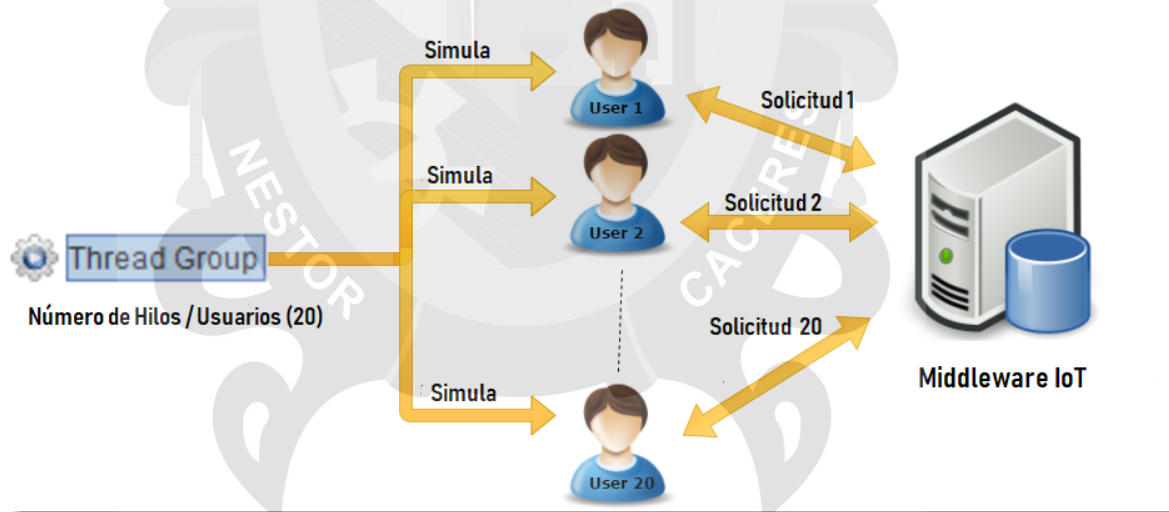 Simula
User 1
Solicitud 1
Simula
User 2
Solicitud 2
NESTOR
CACERES
Thread Group
Número de Hilos / Usuarios (20)
Solicitud 20
Middleware IoT
Simula
User 20